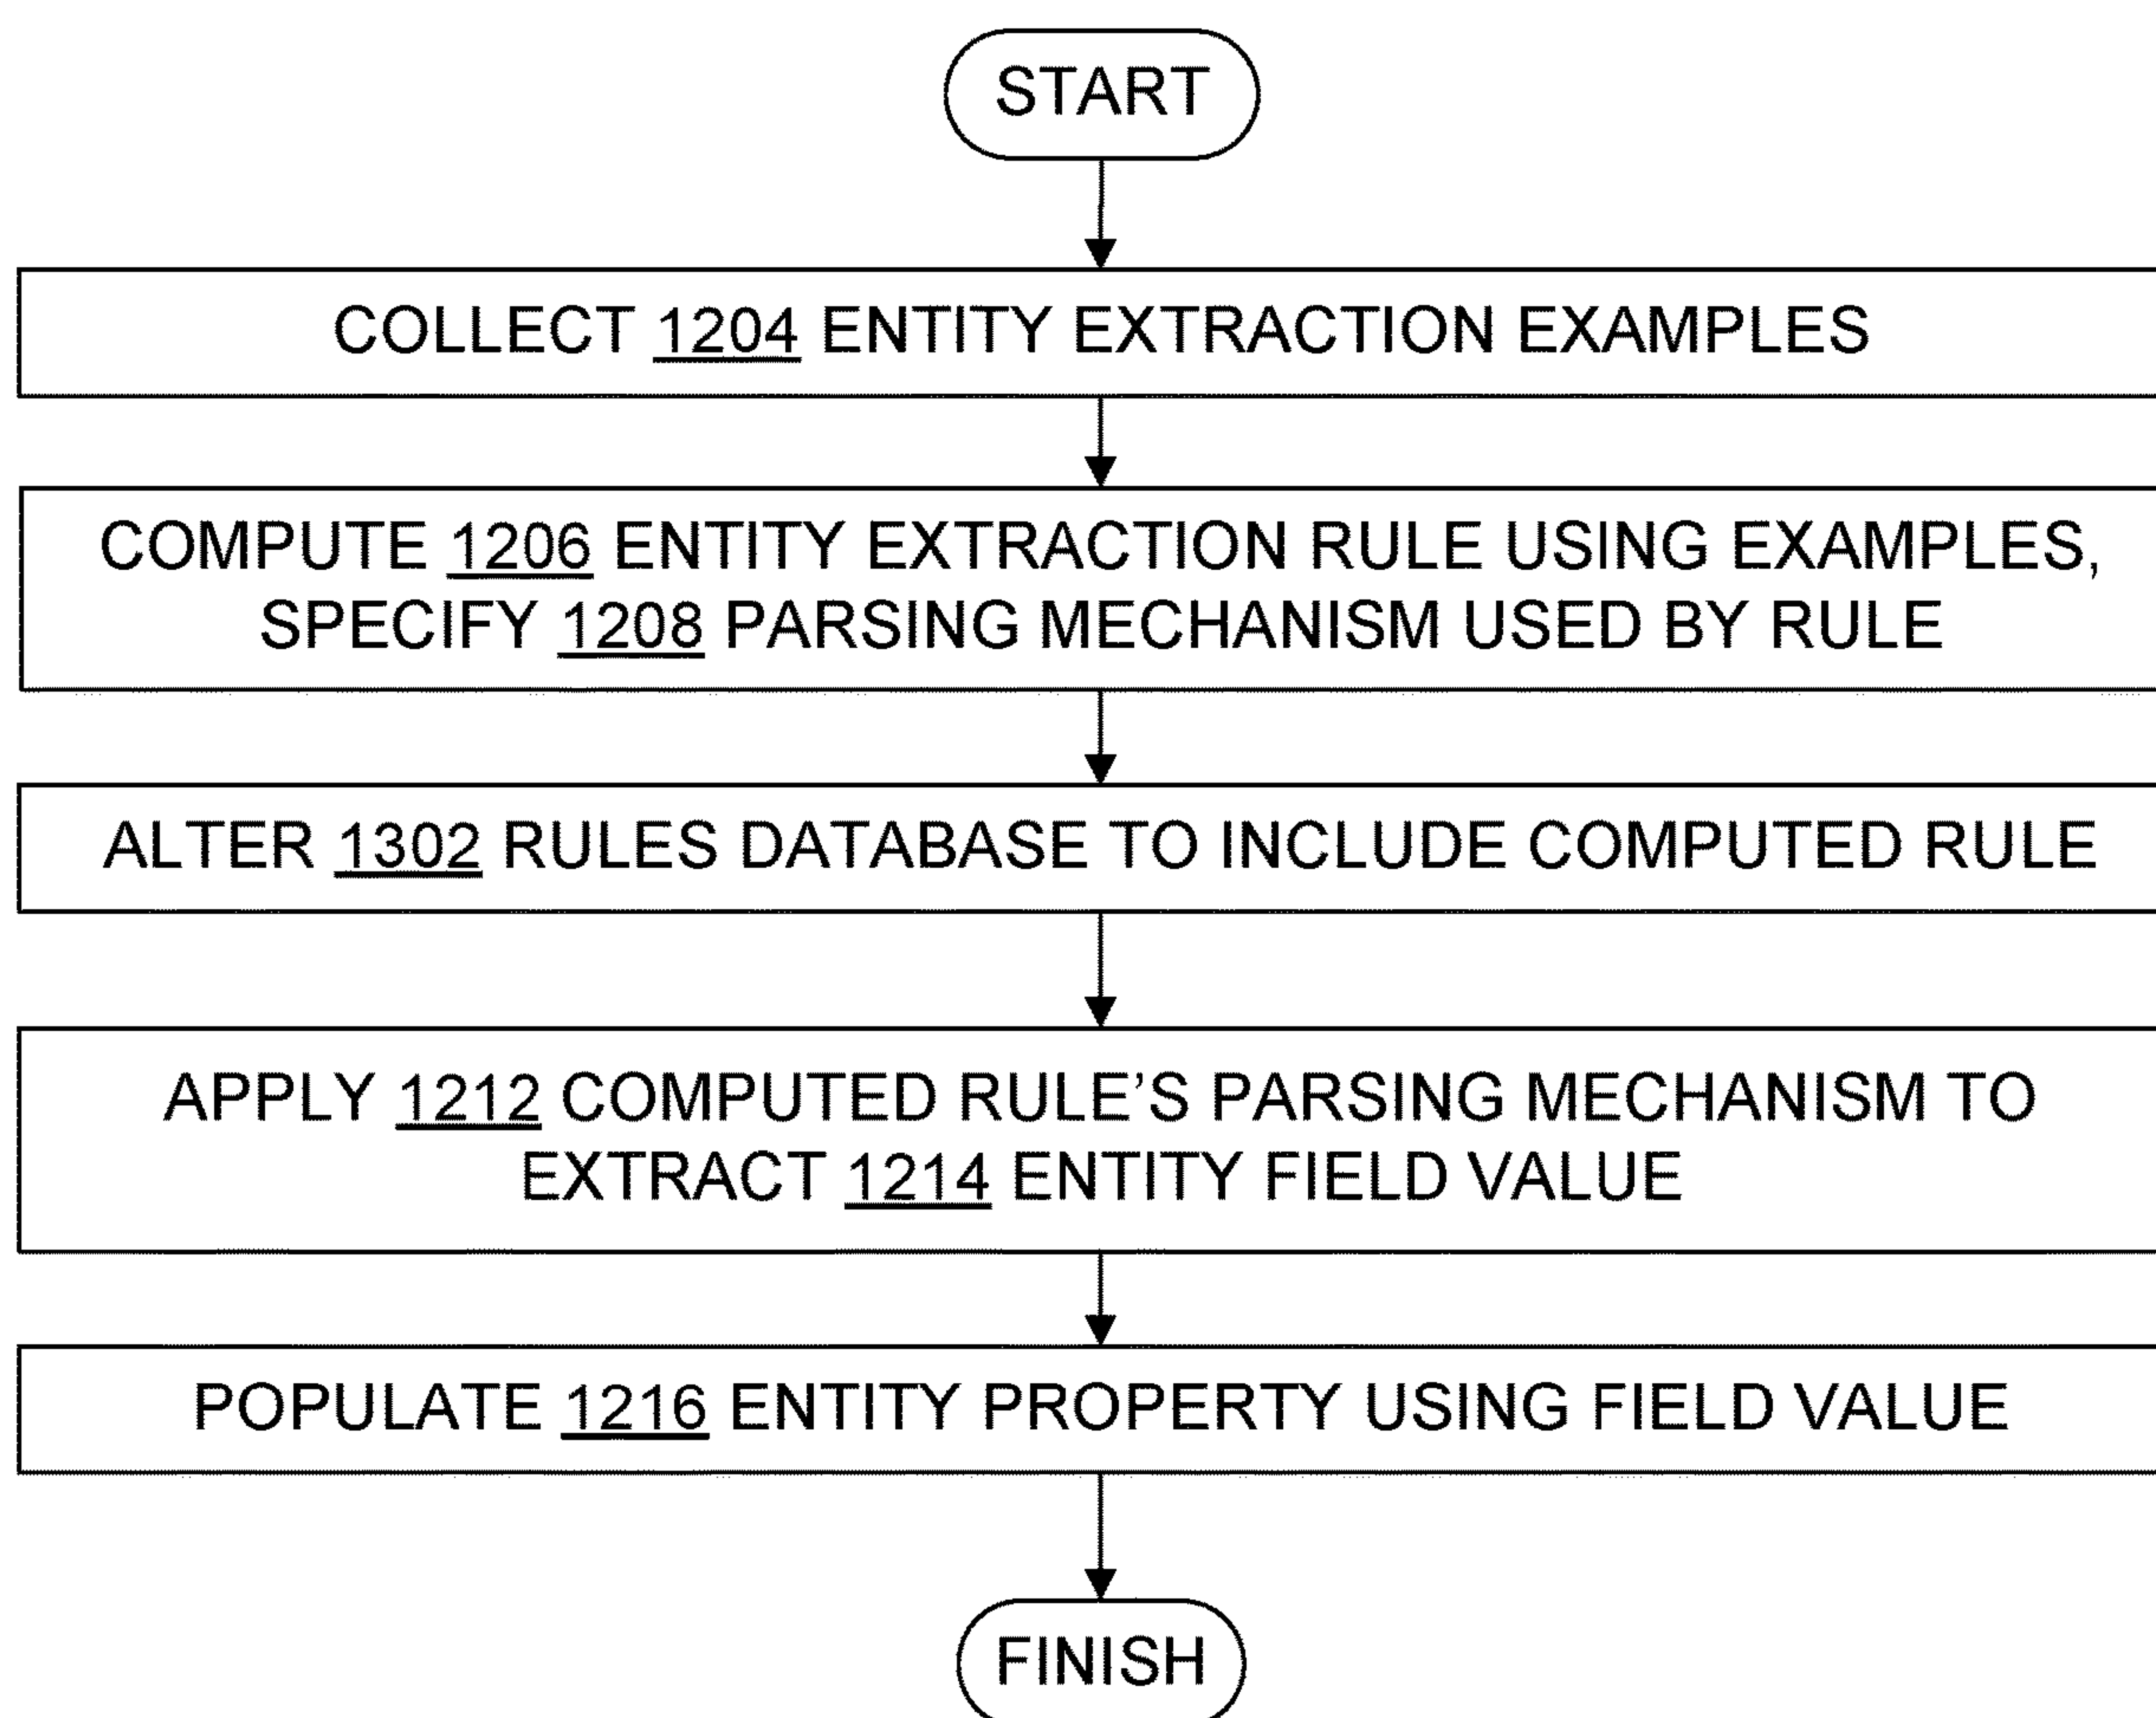 START
COLLECT 1204 ENTITY EXTRACTION EXAMPLES
COMPUTE 1206 ENTITY EXTRACTION RULE USING EXAMPLES,
SPECIFY 1208 PARSING MECHANISM USED BY RULE
ALTER 1302 RULES DATABASE TO INCLUDE COMPUTED RULE
APPLY 1212 COMPUTED RULE’S PARSING MECHANISM TO
EXTRACT 1214 ENTITY FIELD VALUE
POPULATE 1216 ENTITY PROPERTY USING FIELD VALUE
FINISH